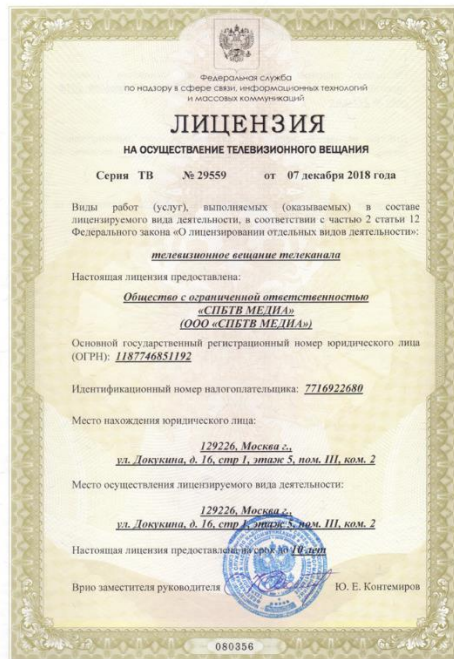 Федеральная служба
по надзору в сфере связи, информационных технологий
и массовых коммуникаций
ЛИЦЕНЗИЯ
НА ОСУЩЕСТВЛЕНИЕ ТЕЛЕВИЗИОННОГО ВЕЩАНИЯ
Серия ТВ № 29559 от 07 декабря 2018 года
Виды работ (услуг), выполняемых (оказываемых) в составе
лицензируемого вида деятельности, в соответствии с частью 2 статьи 12
Федерального закона «О лицензировании отдельных видов деятельности»:
телевизионное вещание телеканала
Настоящая лицензия предоставлена:
Общество с ограниченной ответственностью
«СПБТВ МЕДИА»
(ООО «СПБТВ МЕДИА»)
Основной государственный регистрационный номер юридического лица
(ОГРН): 1187746851192
Идентификационный номер налогоплательщика: 7716922680
Место нахождения юридического лица:
129226, Москва г.,
ул. Докукина, д. 16, стр 1, этаж 5, пом. III, ком. 2
Место осуществления лицензируемого вида деятельности:
129226, Москва г.,
ул. Докукина, д. 16, стр 1, этаж 5, пом. III, ком. 2
Настоящая лицензия предоставлена на срок до 10 лет
Врио заместителя руководителя Ю. Е. Контемиров
080356